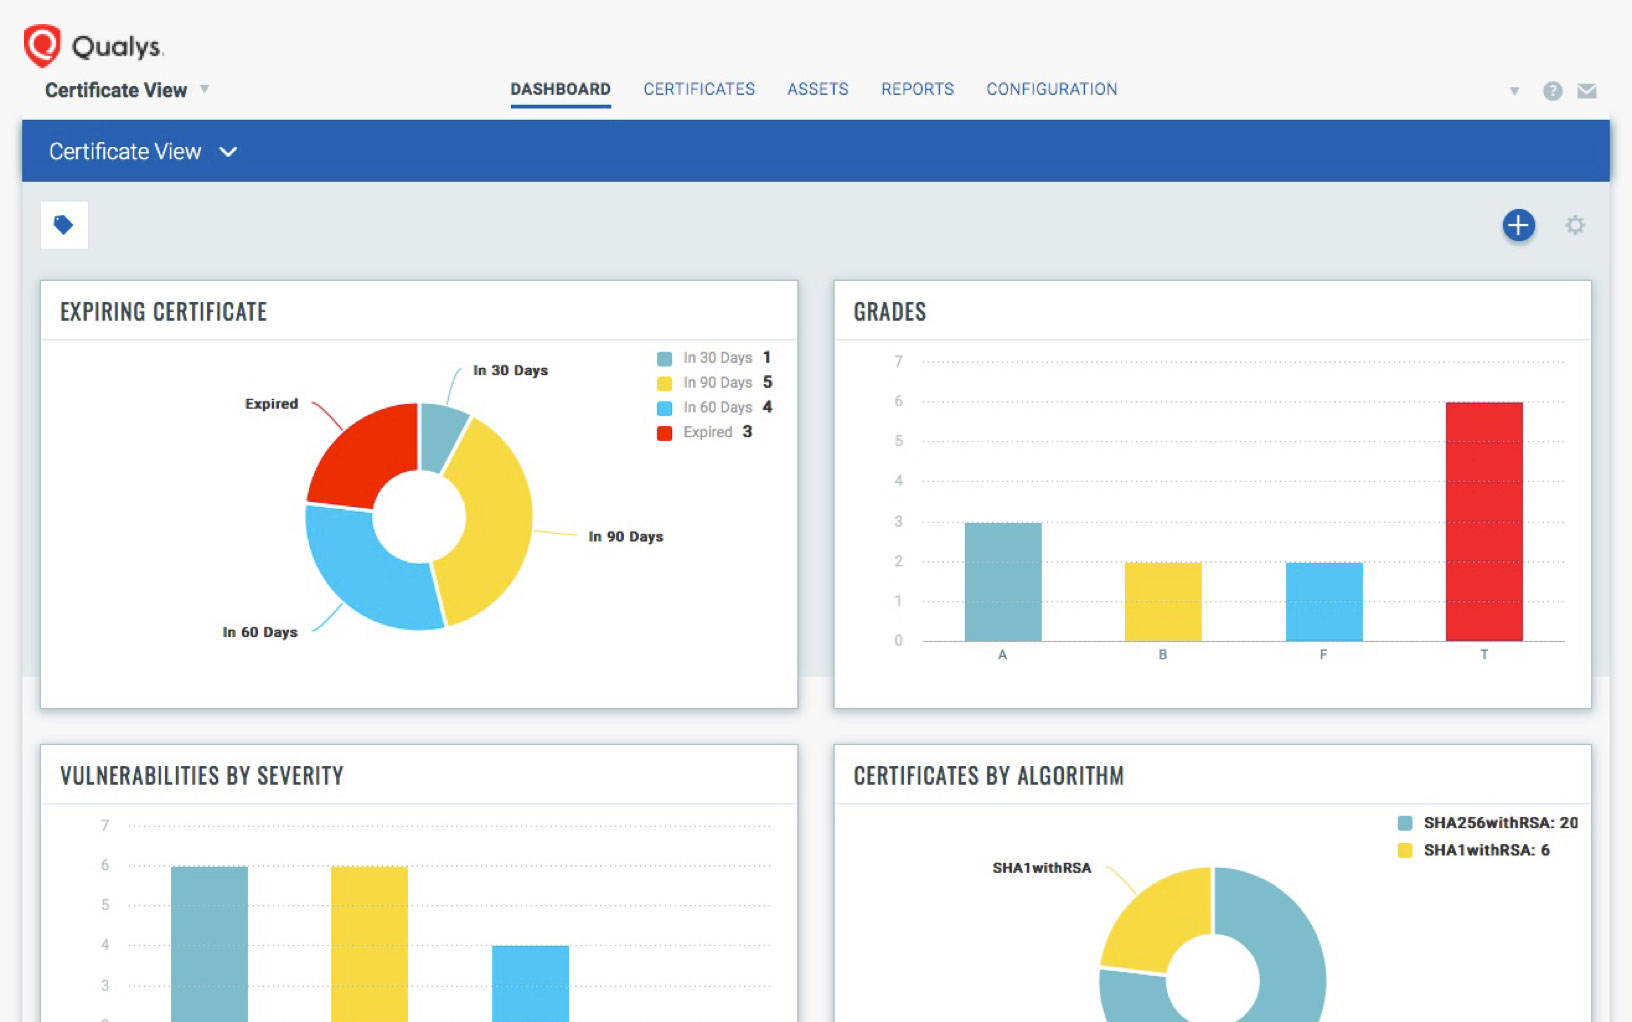 Qualys.
Certificate View
DASHBOARD CERTIFICATES ASSETS REPORTS CONFIGURATION
?
Certificate View
EXPIRING CERTIFICATE
In 30 Days
Expired
In 90 Days
In 60 Days
In 30 Days 1
In 90 Days 5
In 60 Days 4
Expired 3
GRADES
7
6
5
4
3
2
1
0
A B F T
VULNERABILITIES BY SEVERITY
7
6
5
4
3
CERTIFICATES BY ALGORITHM
SHA256withRSA: 20
SHA1withRSA: 6
SHA1withRSA